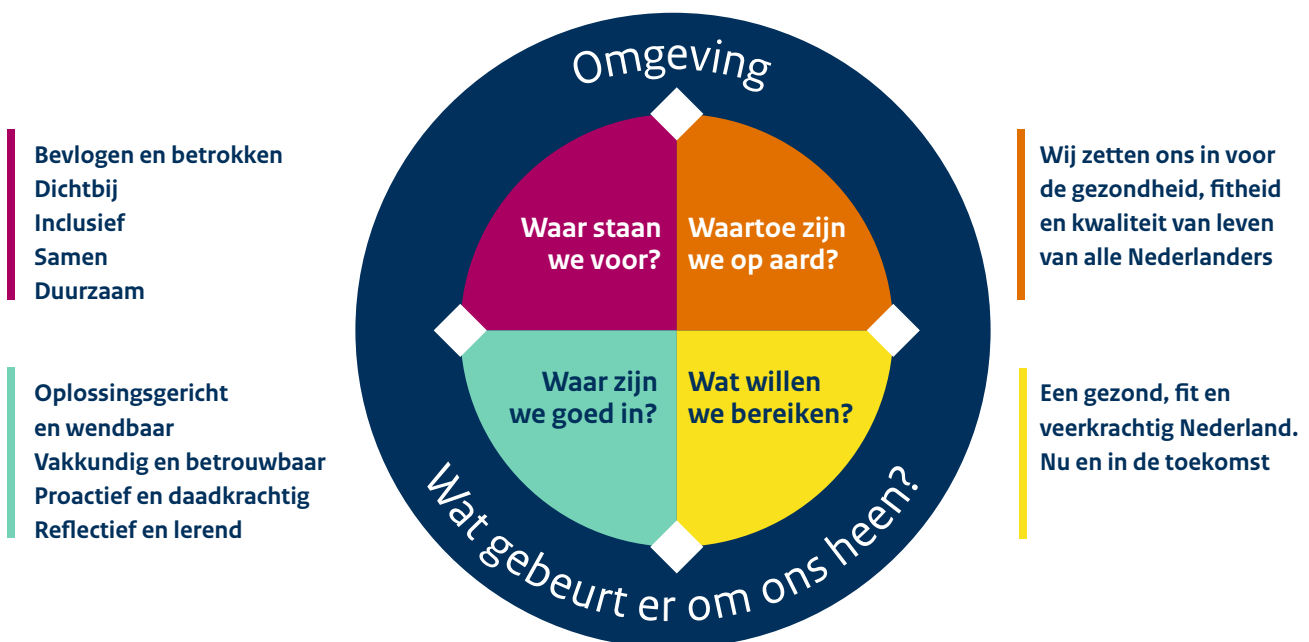 Omgeving
Bevlogen en betrokken
Dichtbij
Inclusief
Samen
Duurzaam
Waar staan
we voor?
Waartoe zijn
we op aard?
Wij zetten ons in voor
de gezondheid, fitheid
en kwaliteit van leven
van alle Nederlanders
Oplossingsgericht
en wendbaar
Vakkundig en betrouwbaar
Proactief en daadkrachtig
Reflectief en lerend
Waar zijn
we goed in?
Wat willen
we bereiken?
Een gezond, fit en
veerkrachtig Nederland.
Nu en in de toekomst
Wat gebeurt er om ons heen?